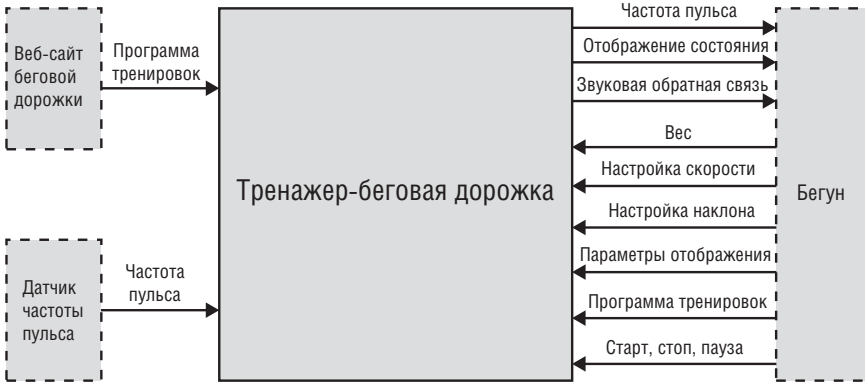 Веб-сайт
беговой
дорожки
Программа
тренировок
Датчик
частоты
пульса
Частота
пульса
Тренажер-беговая дорожка
Частота пульса
Отображение состояния
Звуковая обратная связь
Вес
Настройка скорости
Настройка наклона
Параметры отображения
Программа тренировок
Старт, стоп, пауза
Бегун